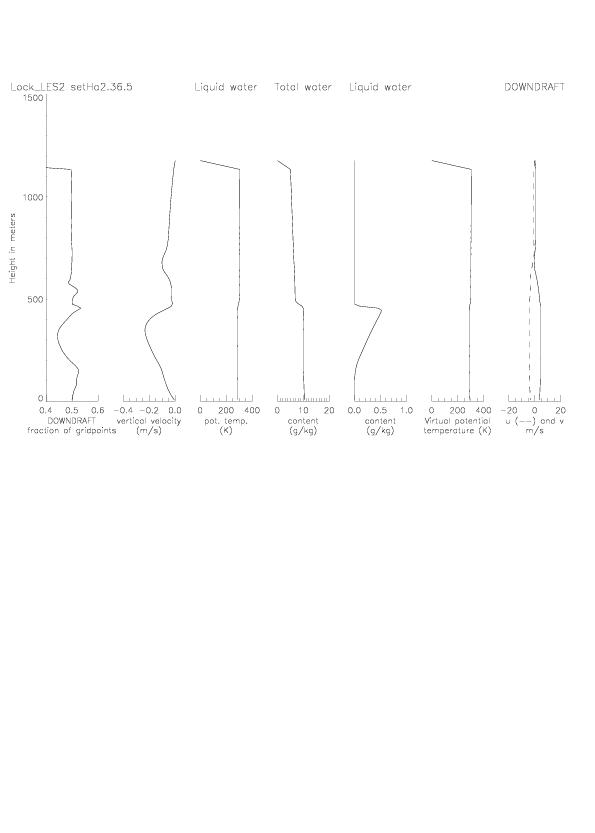 Lock_LES2 setHa2.36.5 Liquid water Total water Liquid water DOWNDRAFT
1500
1000
500
0
Height in meters
0.4 0.5 0.6 -0.4 -0.2 0.0 0 200 400 0 10 20 0.0 0.5 1.0 0 200 400 -20 0 20
DOWNDRAFT vertical velocity pot. temp. content content Virtual potential u (--) and v
fraction of gridpoints (m/s) (K) (g/kg) (g/kg) temperature (K) m/s